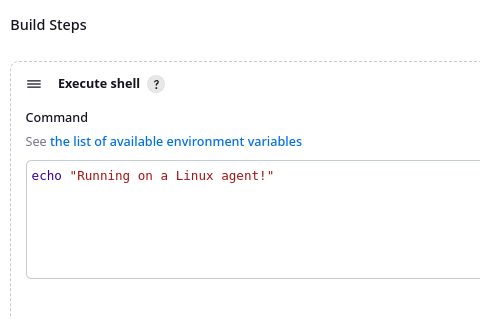 Build Steps
Execute shell ?
Command
See the list of available environment variables
echo "Running on a Linux agent!"